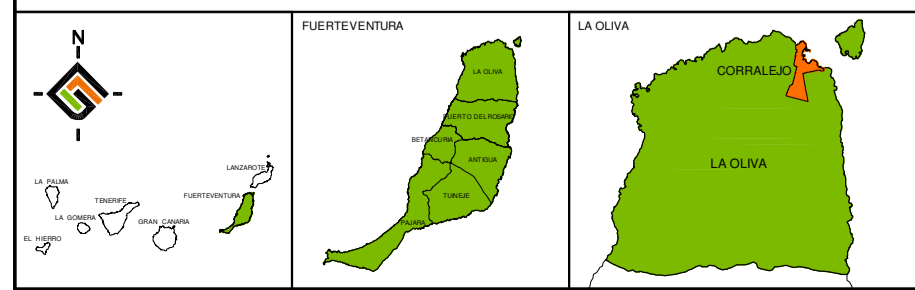 N
LA PALMA
LA GOMERA
EL HIERRO
TENERIFE
GRAN CANARIA
FUERTEVENTURA
LANZAROTE
FUERTEVENTURA
LA OLIVA
PUERTO DEL ROSARIO
BETANCURIA
ANTIGUA
TUINEJE
PAJARA
LA OLIVA
CORRALEJO
LA OLIVA